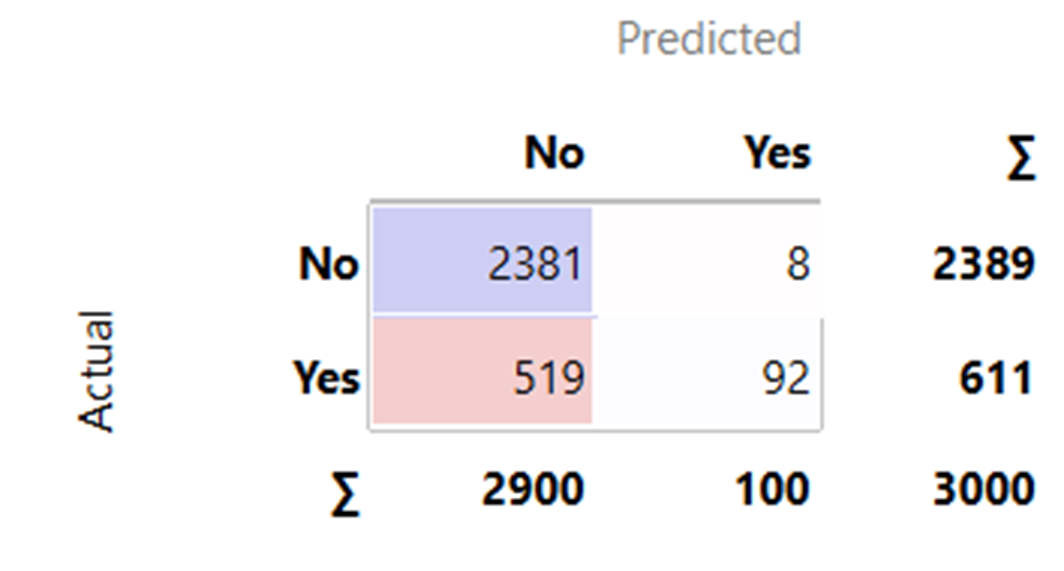 Predicted
No Yes ∑
No 2381 8 2389
Actual
Yes 519 92 611
∑ 2900 100 3000